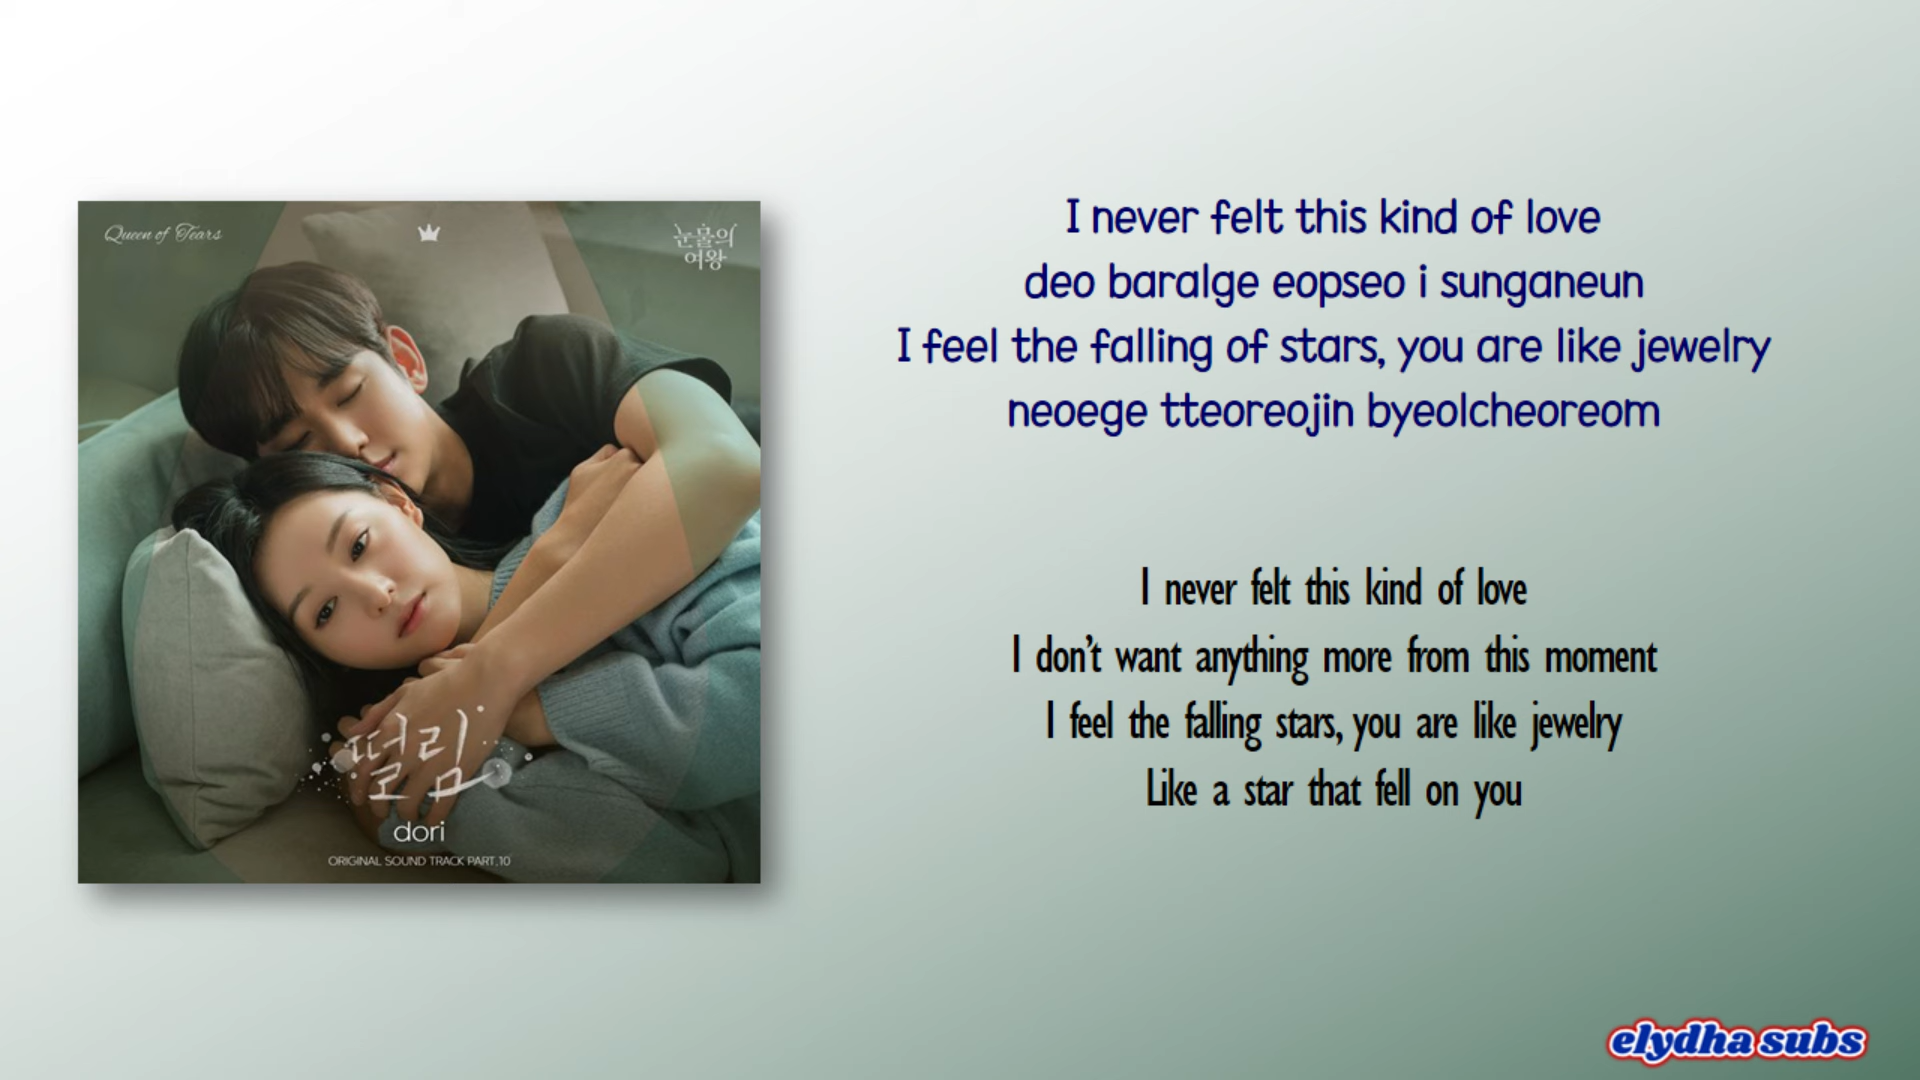 Queen of Tears
눈물의
여왕
떨림
dori
ORIGINAL SOUND TRACK PART.10
I never felt this kind of love
deo baralge eopseo i sunganeun
I feel the falling of stars, you are like jewelry
neoege tteoreojin byeolcheoreom
I never felt this kind of love
I don't want anything more from this moment
I feel the falling stars, you are like jewelry
Like a star that fell on you
elydha subs